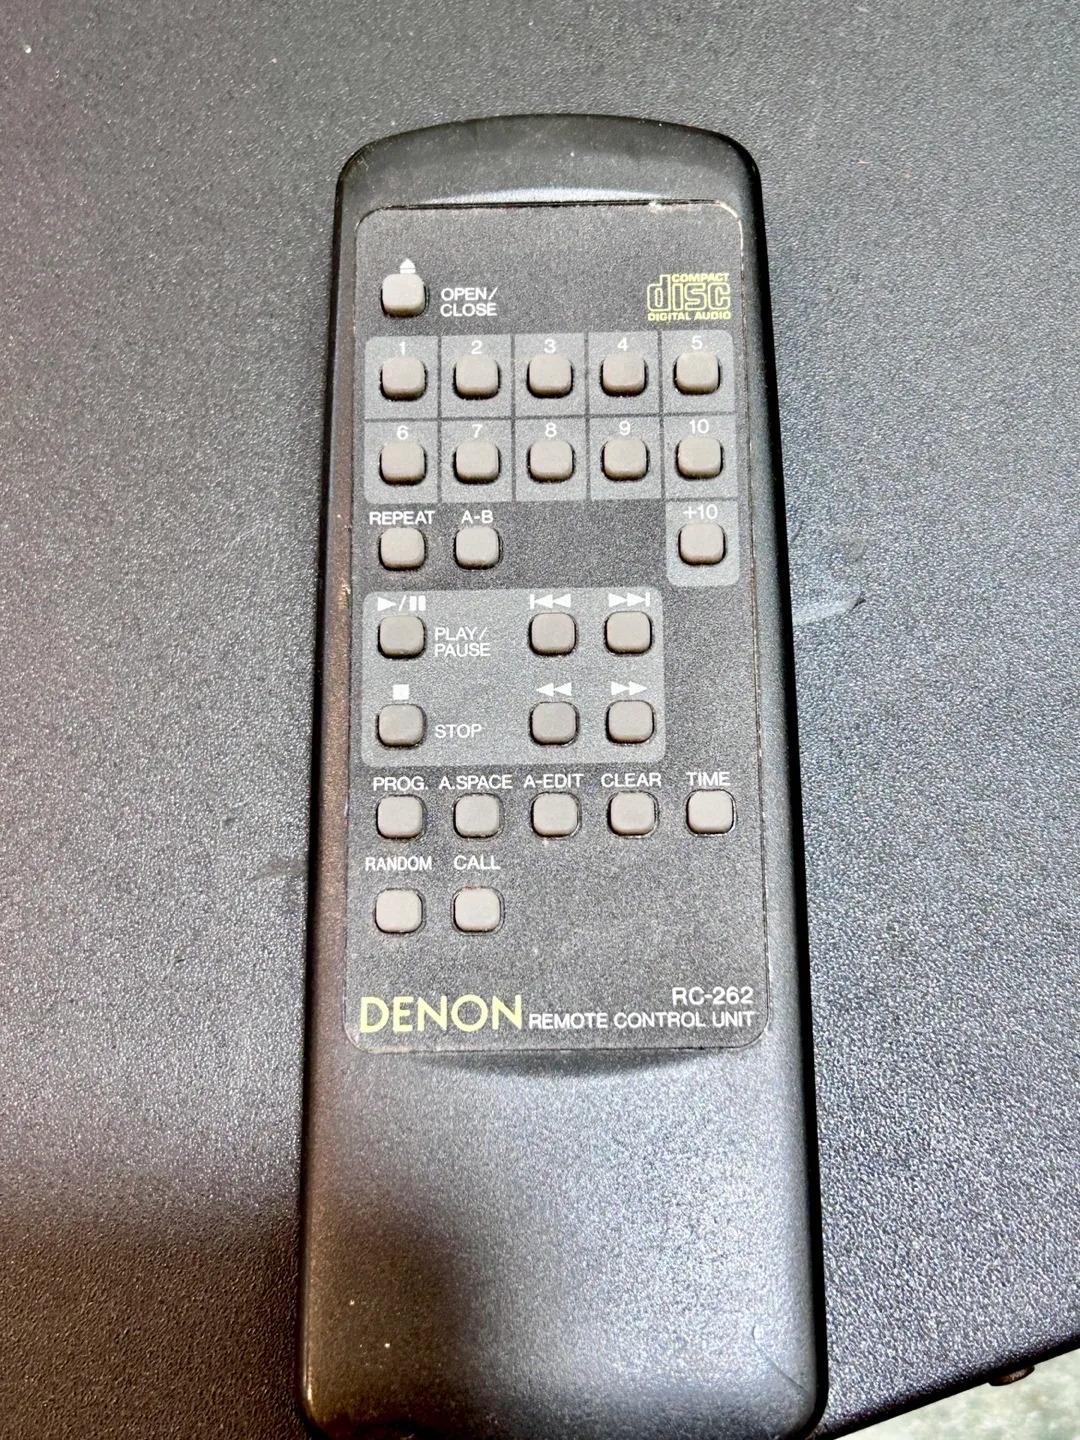 OPEN/
CLOSE
COMPACT
disc
DIGITAL AUDIO
1 2 3 4 5
6 7 8 9 10
REPEAT A-B +10
PLAY/
PAUSE
STOP
PROG. A.SPACE A-EDIT CLEAR TIME
RANDOM CALL
DENON
RC-262
REMOTE CONTROL UNIT